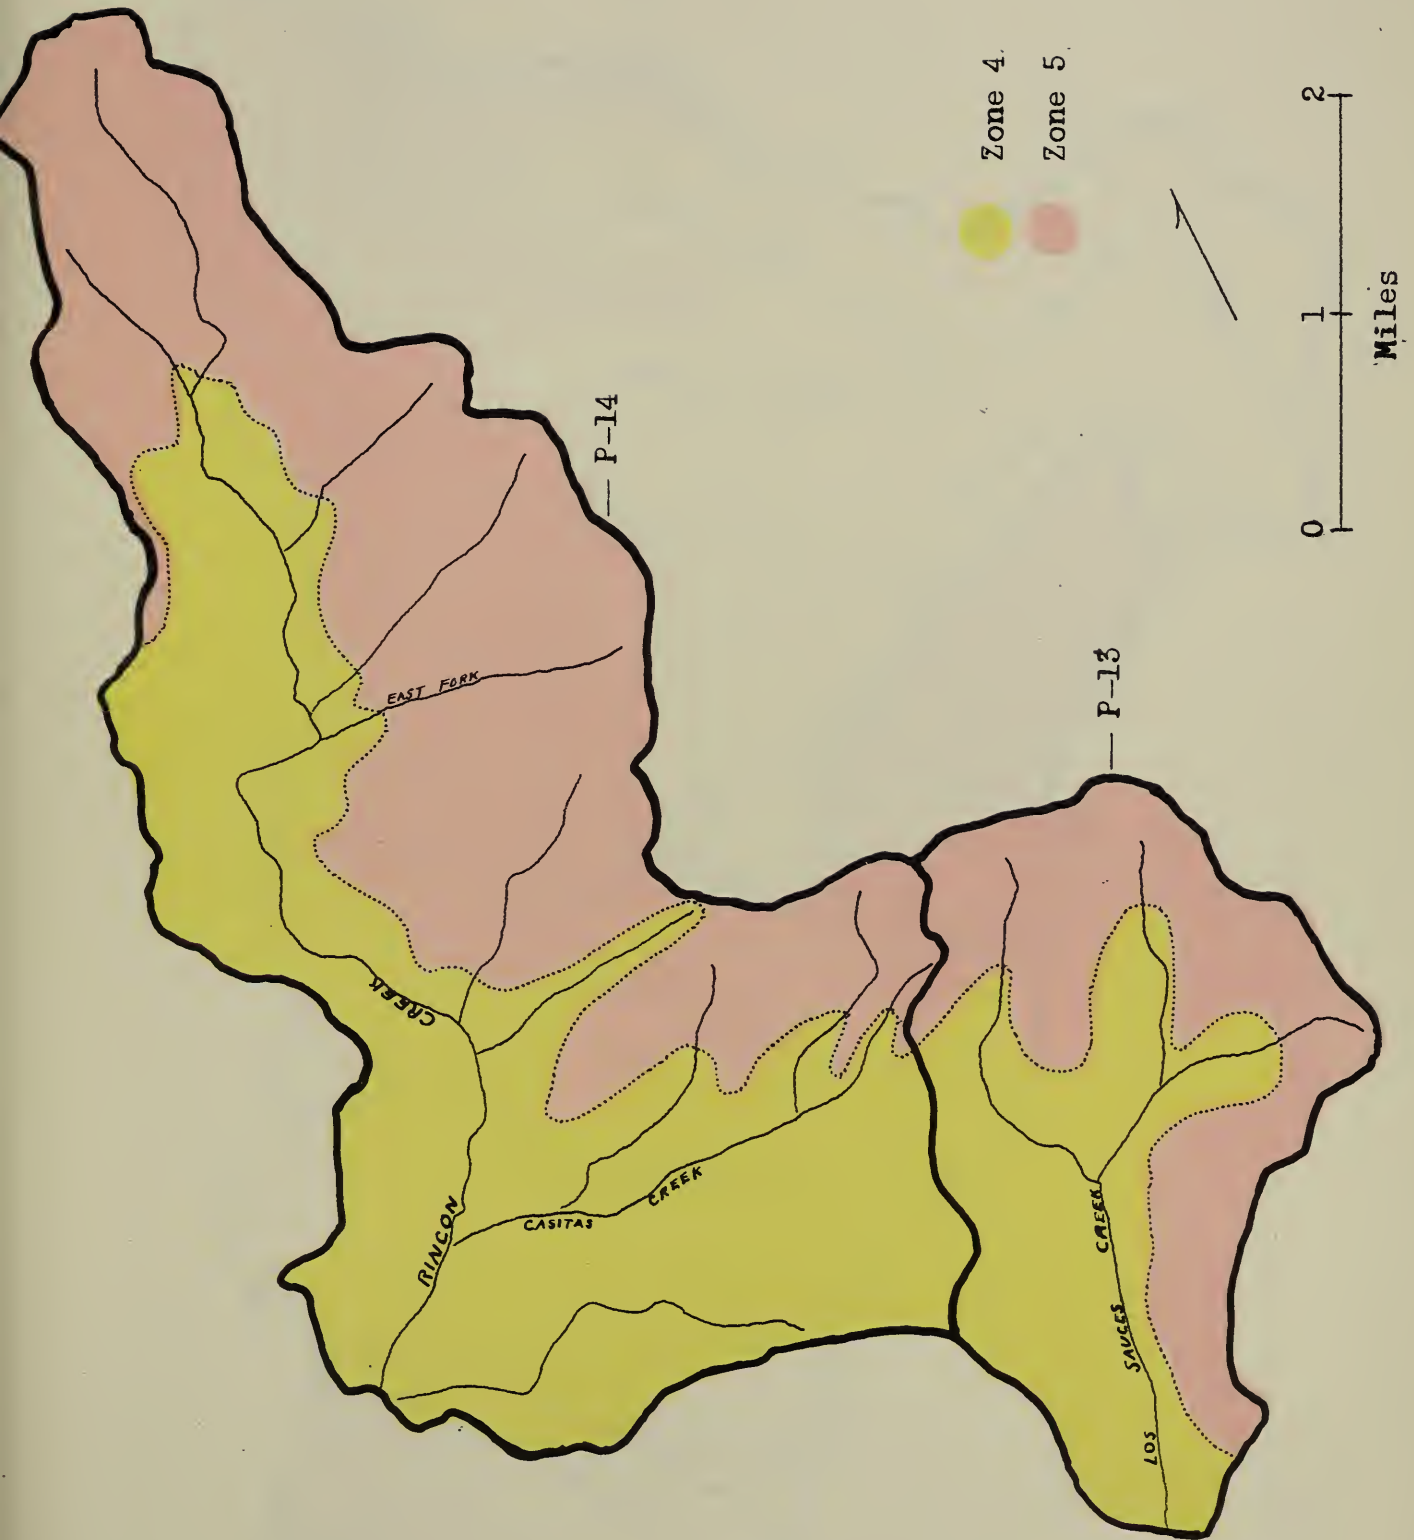 Zone 4
Zone 5
2
1
0
Miles
P-14
P-13
EAST FORK
RINCON CREEK
CASITAS CREEK
LOS SAUCES CREEK